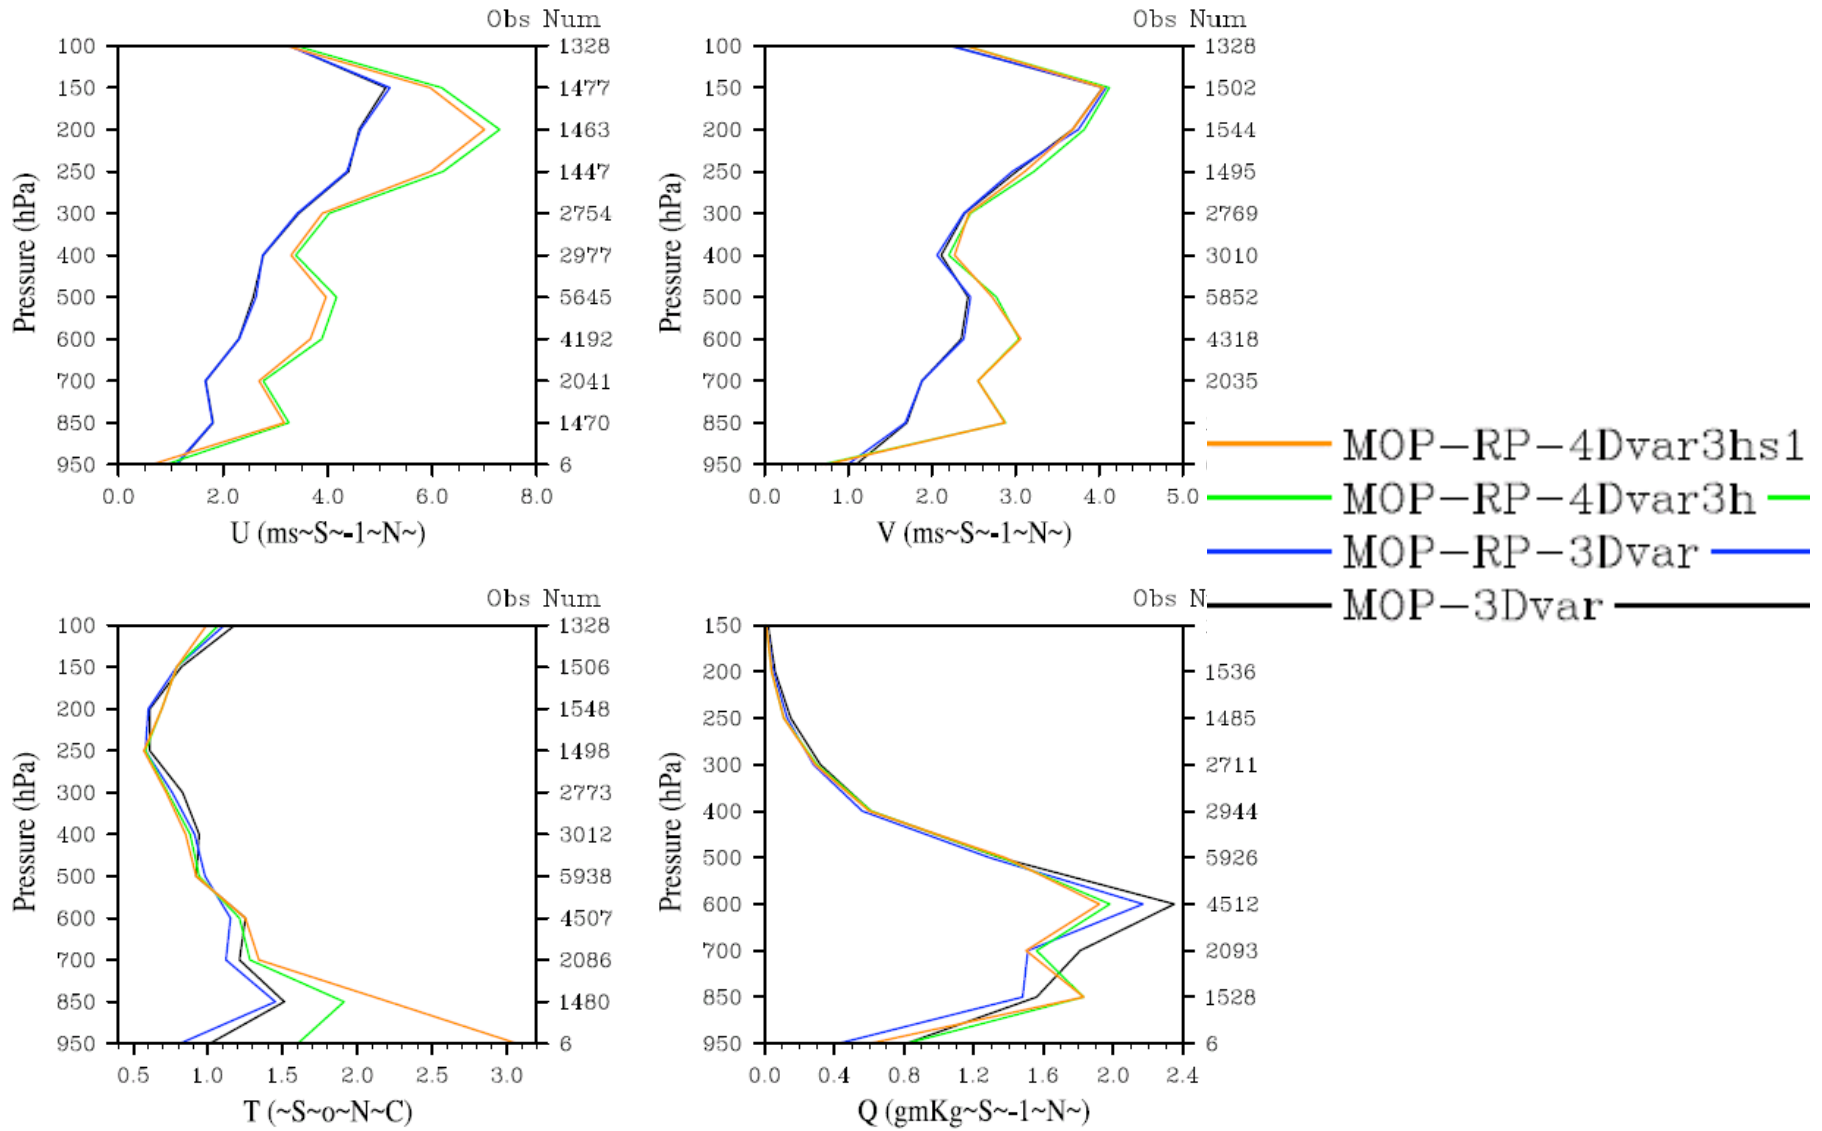 Obs Num
100 1328
150 1477
200 1463
250 1447
300 2754
400 2977
500 5645
600 4192
700 2041
850 1470
950 6
0.0 2.0 4.0 6.0 8.0
Pressure (hPa)
U (ms~S~-1~N~)
Obs Num
100 1328
150 1502
200 1544
250 1495
300 2769
400 3010
500 5852
600 4318
700 2035
850
950
0.0 1.0 2.0 3.0 4.0 5.0
Pressure (hPa)
V (ms~S~-1~N~)
MOP-RP-4Dvar3hs1
MOP-RP-4Dvar3h
MOP-RP-3Dvar
MOP-3Dvar
Obs Num
100 1328
150 1506
200 1548
250 1498
300 2773
400 3012
500 5938
600 4507
700 2086
850 1480
950 6
0.5 1.0 1.5 2.0 2.5 3.0
Pressure (hPa)
T (~S~o~N~C)
Obs N
150
200 1536
250 1485
300 2711
400 2944
500 5926
600 4512
700 2093
850 1528
950 6
0.0 0.4 0.8 1.2 1.6 2.0 2.4
Pressure (hPa)
Q (gmKg~S~-1~N~)